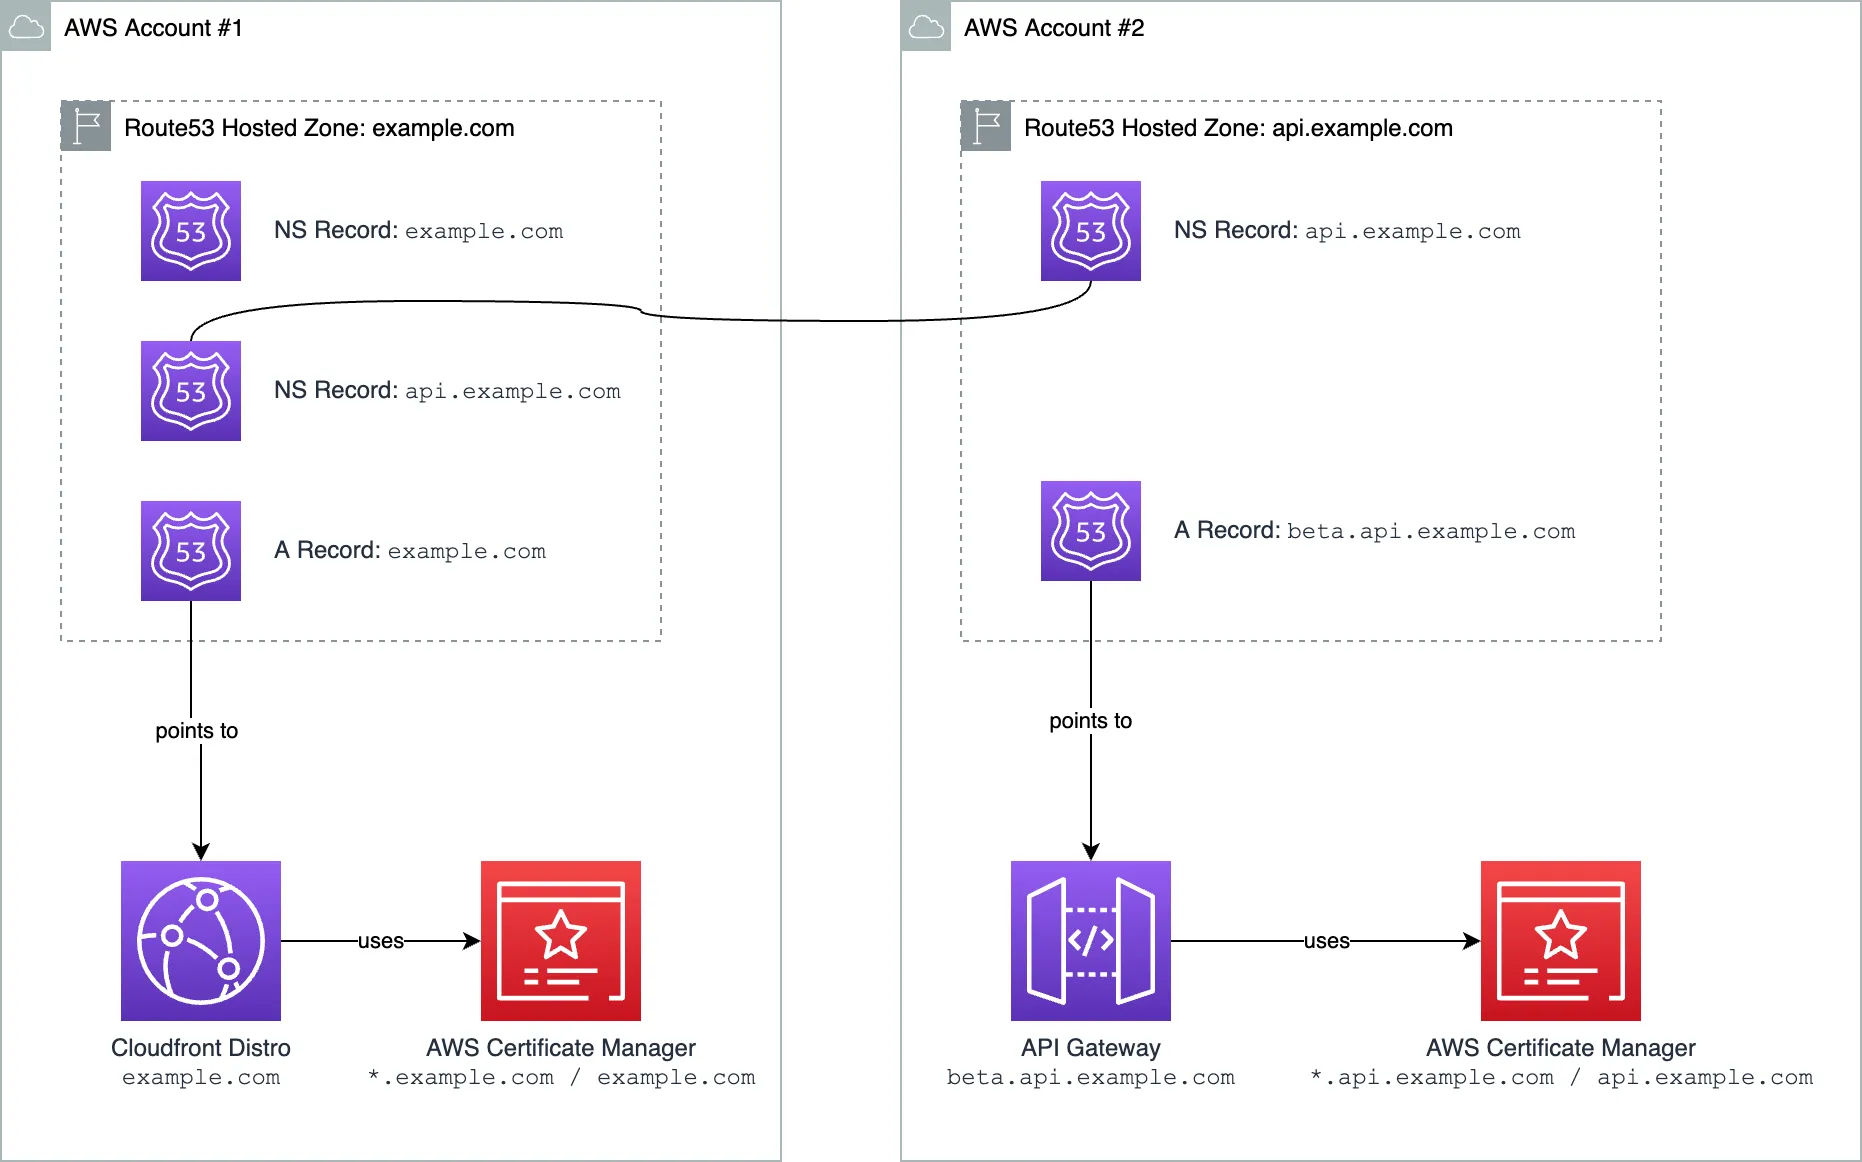 AWS Account #1
Route53 Hosted Zone: example.com
53
NS Record: example.com
53
NS Record: api.example.com
53
A Record: example.com
points to
uses
Cloudfront Distro
example.com
AWS Certificate Manager
*.example.com / example.com
AWS Account #2
Route53 Hosted Zone: api.example.com
53
NS Record: api.example.com
53
A Record: beta.api.example.com
points to
</>
uses
API Gateway
beta.api.example.com
AWS Certificate Manager
*.api.example.com / api.example.com